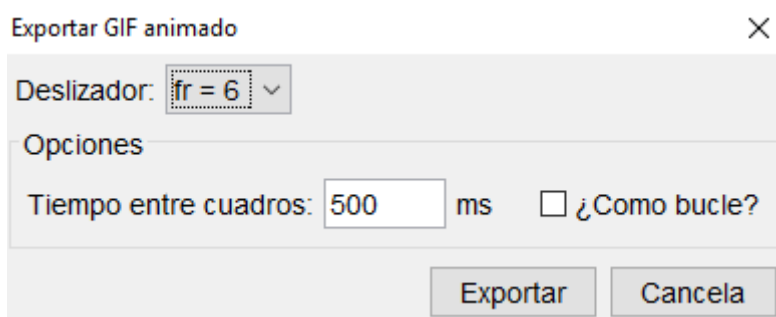 Exportar GIF animado
Deslizador: fr = 6
Opciones
Tiempo entre cuadros: 500 ms ¿Como bucle?
Exportar Cancela